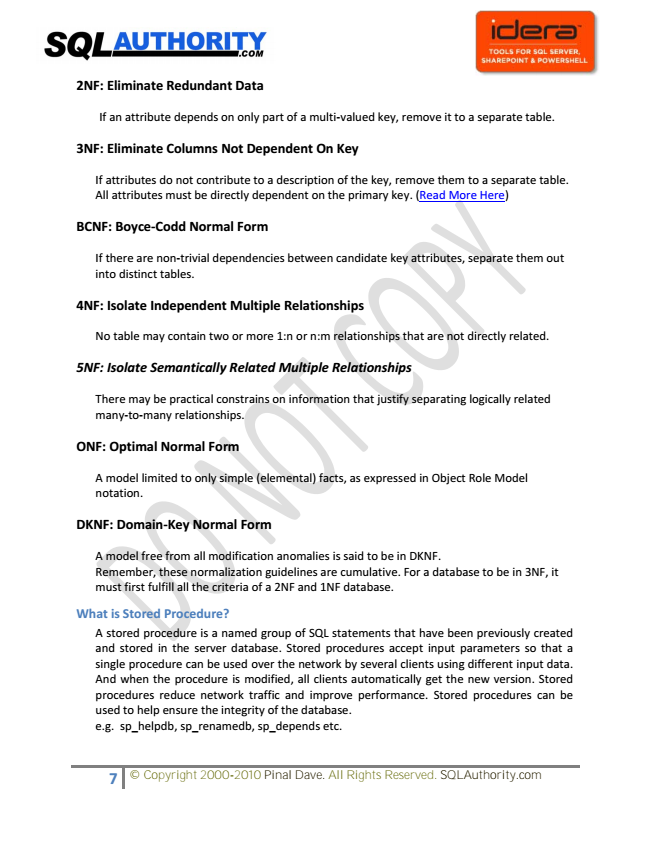 SQLAUTHORITY
.COM
idera
TOOLS FOR SQL SERVER,
SHAREPOINT & POWERSHELL
2NF: Eliminate Redundant Data
If an attribute depends on only part of a multi-valued key, remove it to a separate table.
3NF: Eliminate Columns Not Dependent On Key
If attributes do not contribute to a description of the key, remove them to a separate table.
All attributes must be directly dependent on the primary key. (Read More Here)
BCNF: Boyce-Codd Normal Form
If there are non-trivial dependencies between candidate key attributes, separate them out
into distinct tables.
4NF: Isolate Independent Multiple Relationships
No table may contain two or more 1:n or n:m relationships that are not directly related.
5NF: Isolate Semantically Related Multiple Relationships
There may be practical constrains on information that justify separating logically related
many-to-many relationships.
ONF: Optimal Normal Form
A model limited to only simple (elemental) facts, as expressed in Object Role Model
notation.
DKNF: Domain-Key Normal Form
A model free from all modification anomalies is said to be in DKNF.
Remember, these normalization guidelines are cumulative. For a database to be in 3NF, it
must first fulfill all the criteria of a 2NF and 1NF database.
What is Stored Procedure?
A stored procedure is a named group of SQL statements that have been previously created
and stored in the server database. Stored procedures accept input parameters so that a
single procedure can be used over the network by several clients using different input data.
And when the procedure is modified, all clients automatically get the new version. Stored
procedures reduce network traffic and improve performance. Stored procedures can be
used to help ensure the integrity of the database.
e.g. sp_helpdb, sp_renamedb, sp_depends etc.
7 © Copyright 2000-2010 Pinal Dave. All Rights Reserved. SQLAuthority.com
DO NOT COPY